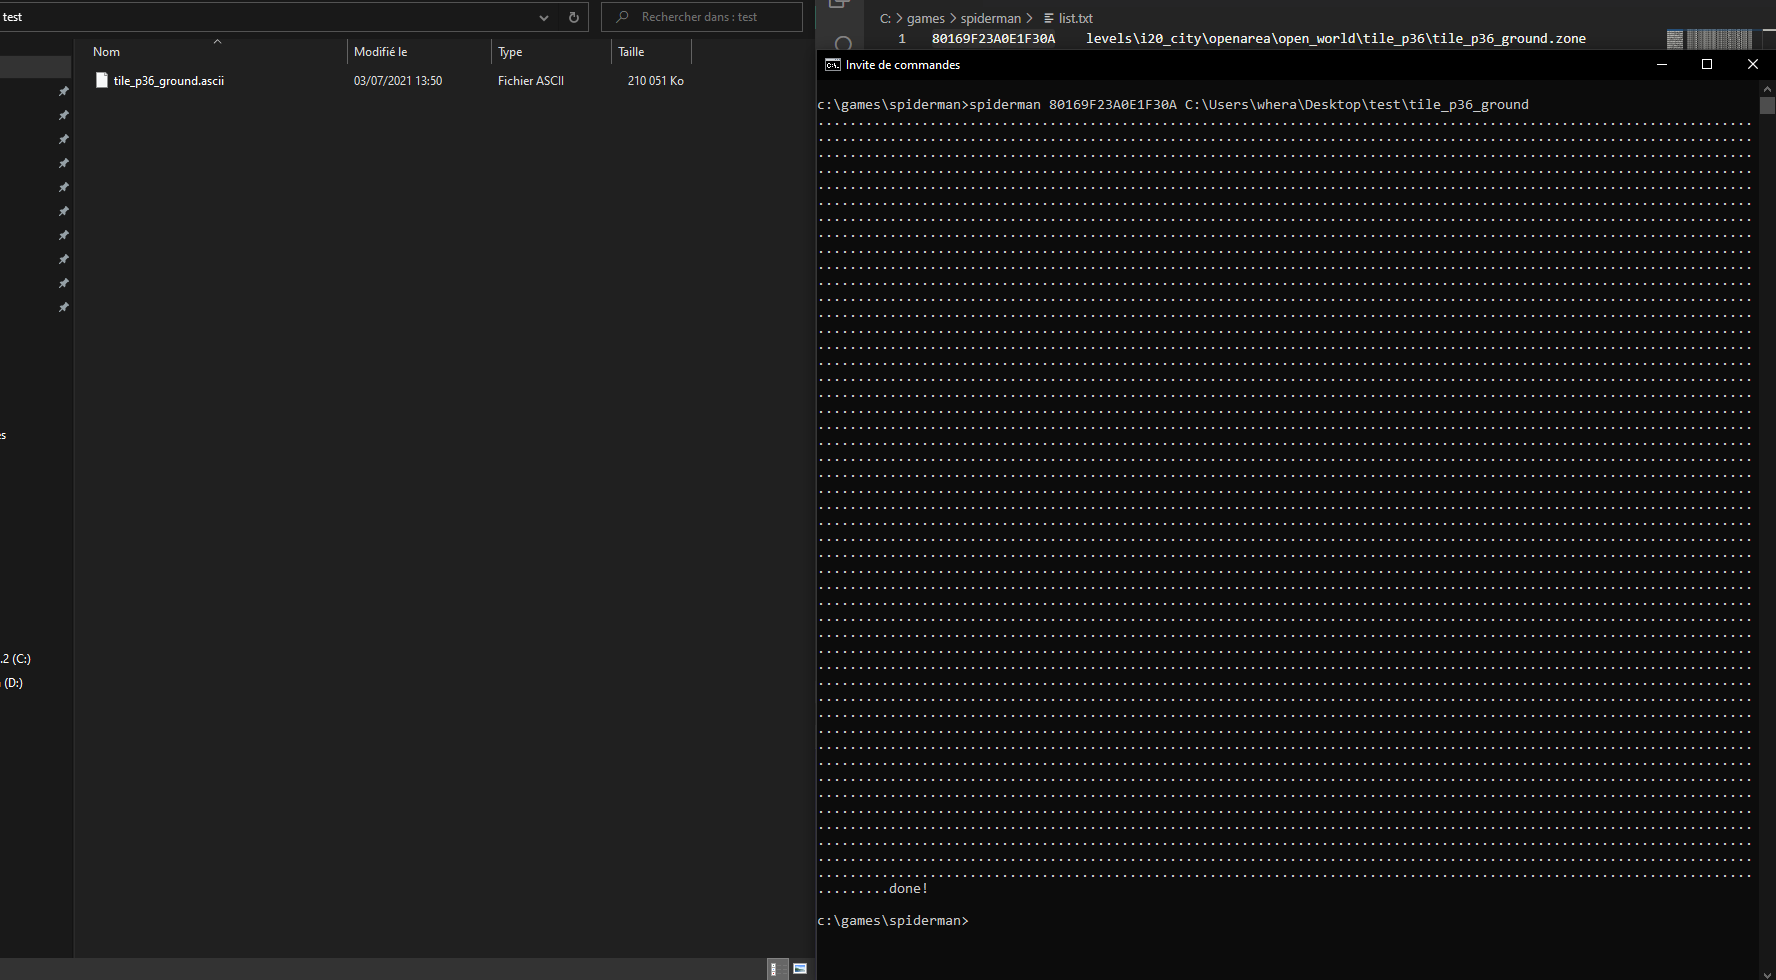 test
Rechercher dans : test
Nom
Modifié le
Type
Taille
tile_p36_ground.ascii
03/07/2021 13:50
Fichier ASCII
210 051 Ko
es
.2 (C:)
(D:)
C: > games > spiderman > list.txt
1 80169F23A0E1F30A levels\i20_city\openarea\open_world\tile_p36\tile_p36_ground.zone
Invite de commandes
c:\games\spiderman>spiderman 80169F23A0E1F30A C:\Users\whera\Desktop\test\tile_p36_ground
.........done!
c:\games\spiderman>